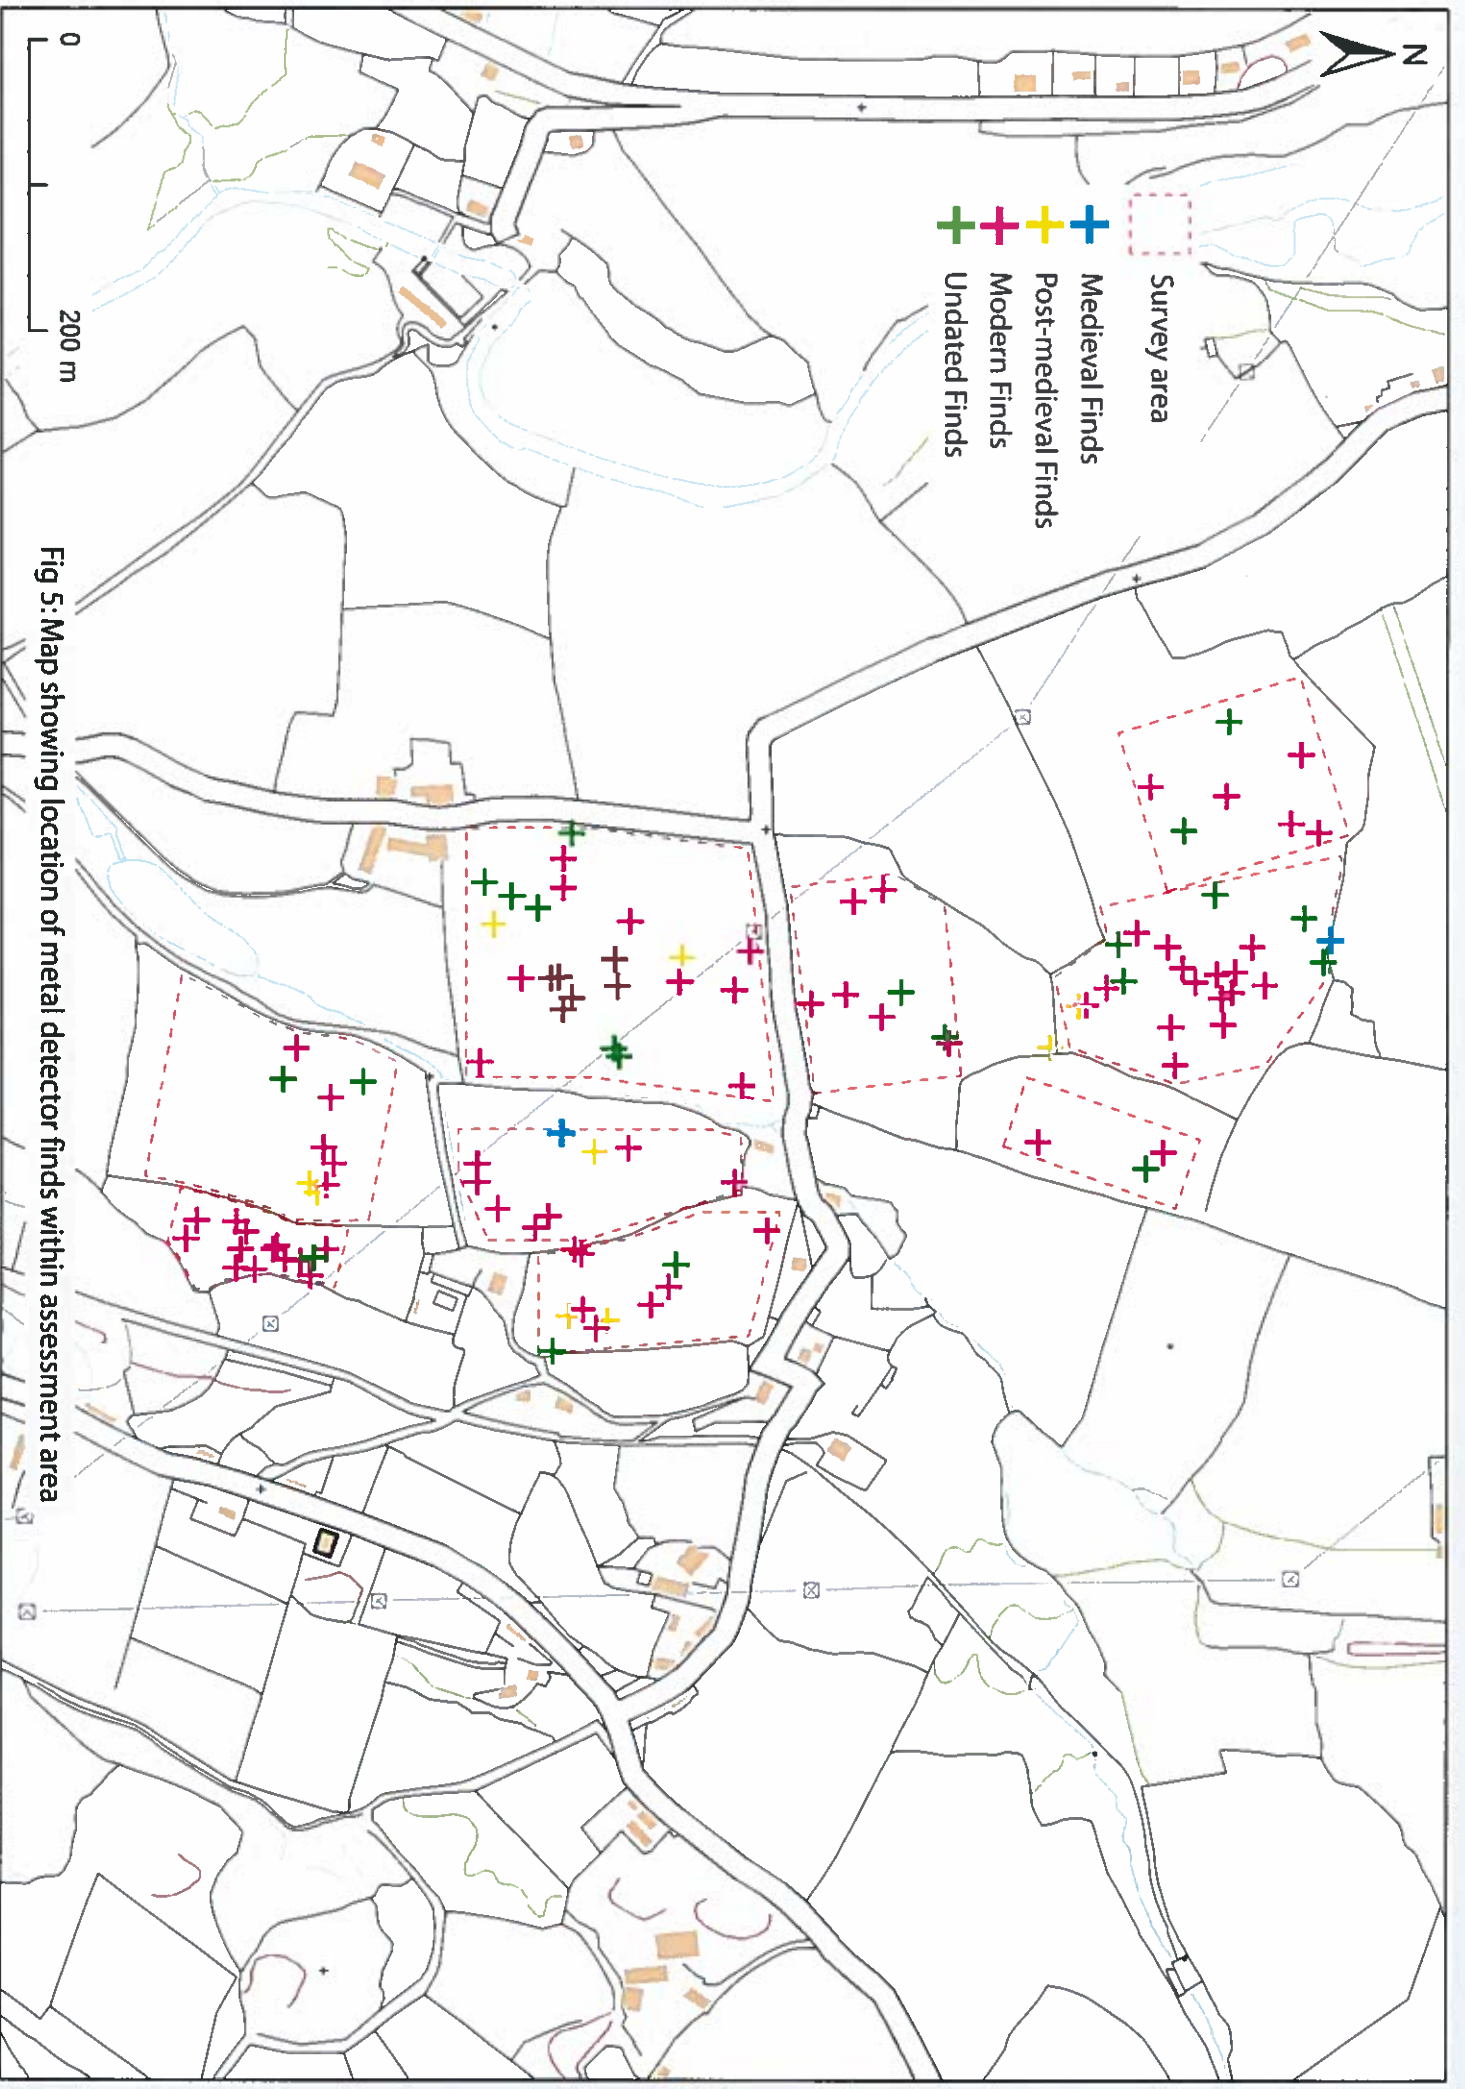 N
Survey area
Medieval Finds
Post-medieval Finds
Modern Finds
Undated Finds
0
200 m
Fig 5: Map showing location of metal detector finds within assessment area